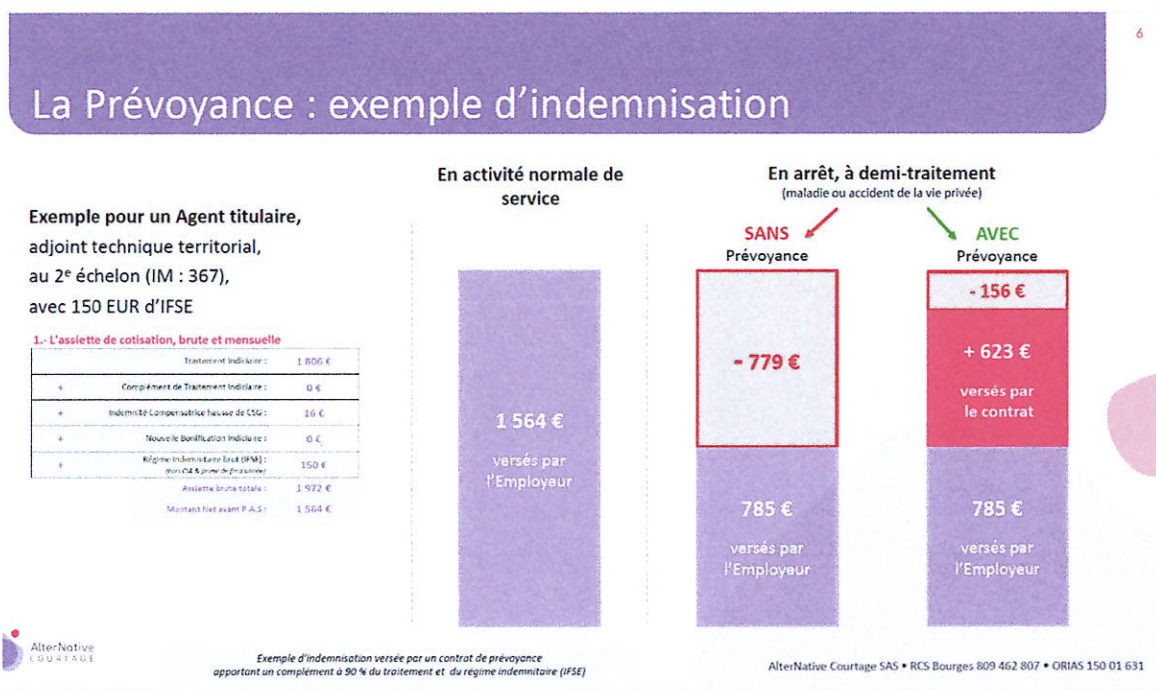 6
La Prévoyance : exemple d'indemnisation
Exemple pour un Agent titulaire,
adjoint technique territorial,
au 2e échelon (IM : 367),
avec 150 EUR d'IFSE
1.- L'assiette de cotisation, brute et mensuelle
Traitement Indiciaire : 1 806 €
+ Complément de Traitement Indiciaire : 0 €
+ Indemnité Compensatrice hausse de CSG : 16 €
+ Nouvelle Bonification Indiciaire : 0 €
+ Régime Indemnitaire brut (IFSE) : 150 €
(hors CIA & prime de fin d'année)
Assiette brute totale : 1 972 €
Montant Net avant P.A.S : 1 564 €
En activité normale de
service
1 564 €
versés par
l'Employeur
En arrêt, à demi-traitement
(maladie ou accident de la vie privée)
SANS
Prévoyance
- 779 €
785 €
versés par
l'Employeur
AVEC
Prévoyance
- 156 €
+ 623 €
versés par
le contrat
785 €
versés par
l'Employeur
AlterNative
COURTAGE
Exemple d'indemnisation versée par un contrat de prévoyance
apportant un complément à 90 % du traitement et du régime indemnitaire (IFSE)
AlterNative Courtage SAS • RCS Bourges 809 462 807 • ORIAS 150 01 631